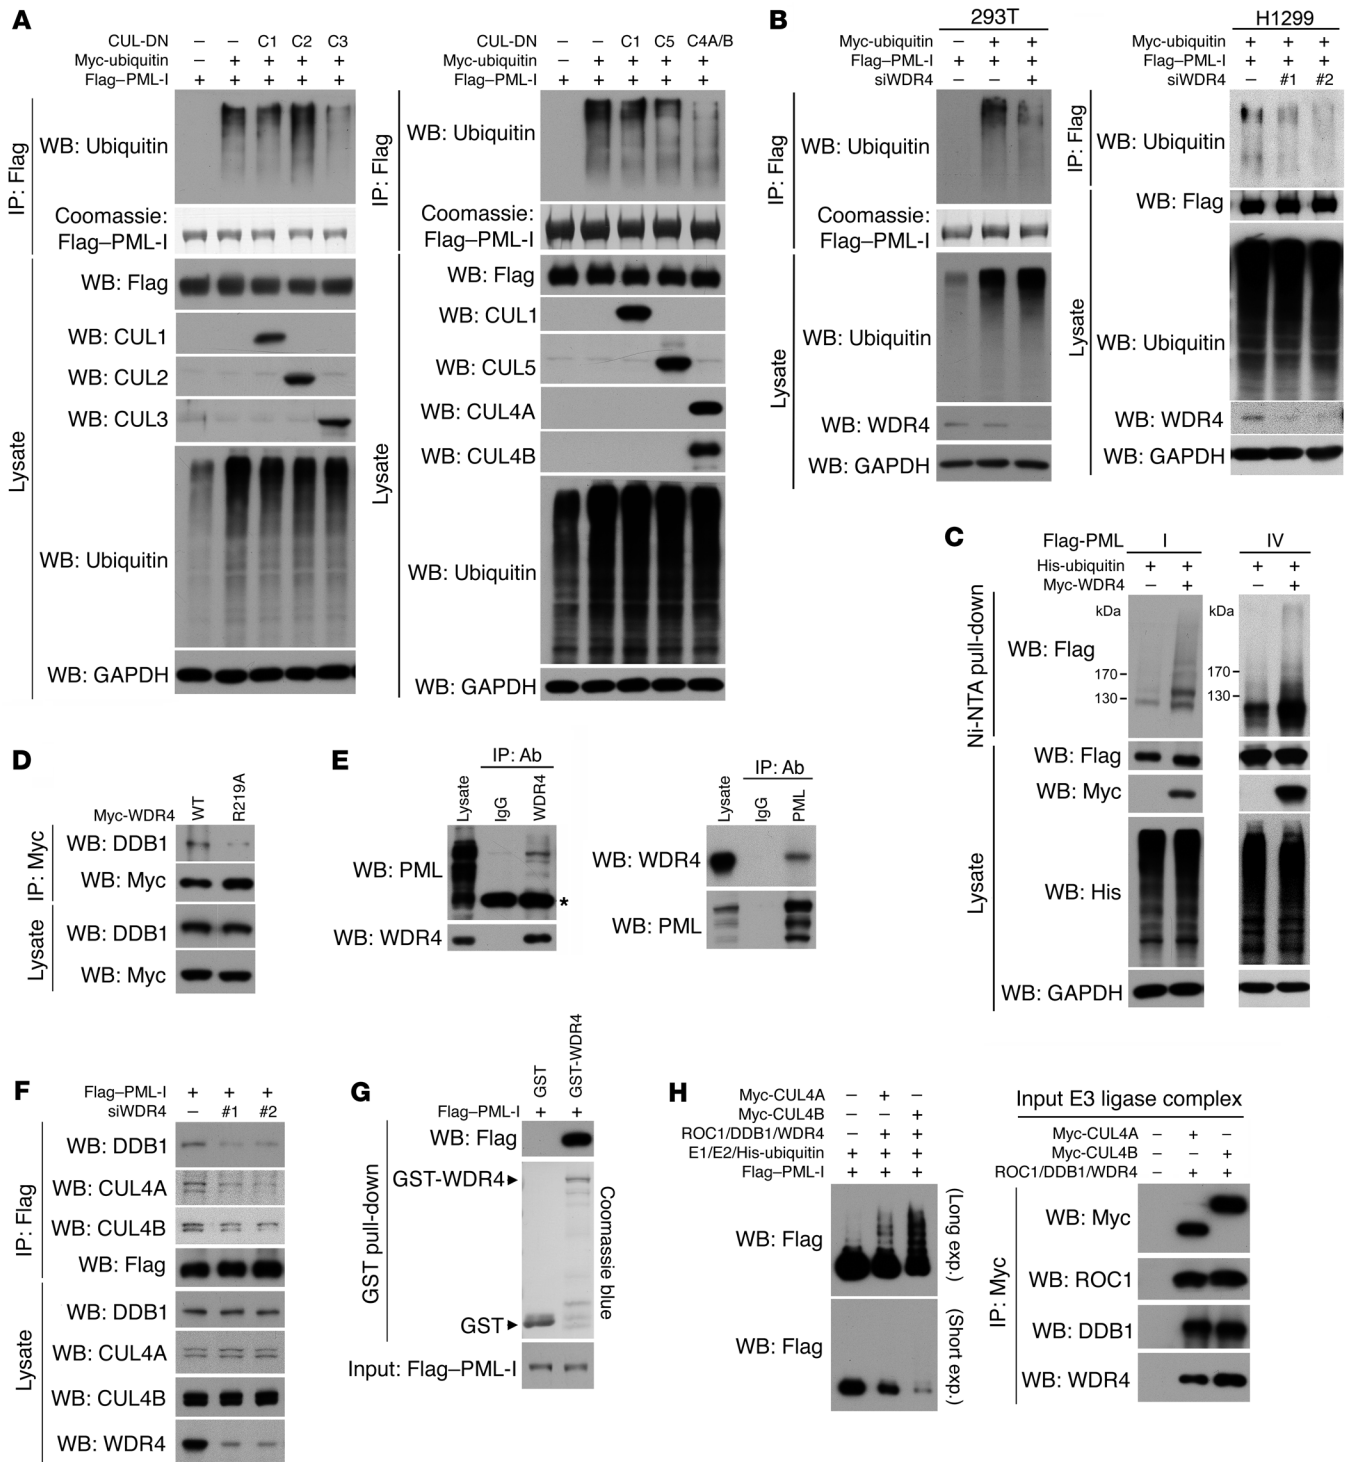 A
CUL-DN – – C1 C2 C3
Myc-ubiquitin – + + + +
Flag–PML-I + + + + +
IP: Flag
WB: Ubiquitin
Coomassie:
Flag–PML-I
Lysate
WB: Flag
WB: CUL1
WB: CUL2
WB: CUL3
WB: Ubiquitin
WB: GAPDH
CUL-DN – – C1 C5 C4A/B
Myc-ubiquitin – + + + +
Flag–PML-I + + + + +
IP: Flag
WB: Ubiquitin
Coomassie:
Flag–PML-I
Lysate
WB: Flag
WB: CUL1
WB: CUL5
WB: CUL4A
WB: CUL4B
WB: Ubiquitin
WB: GAPDH
B
293T
Myc-ubiquitin – + +
Flag–PML-I + + +
siWDR4 – – +
IP: Flag
WB: Ubiquitin
Coomassie:
Flag–PML-I
Lysate
WB: Ubiquitin
WB: WDR4
WB: GAPDH
H1299
Myc-ubiquitin + + +
Flag–PML-I + + +
siWDR4 – #1 #2
IP: Flag
WB: Ubiquitin
Lysate
WB: Flag
WB: Ubiquitin
WB: WDR4
WB: GAPDH
C
Flag-PML I IV
His-ubiquitin + + + +
Myc-WDR4 – + – +
Ni-NTA pull-down
kDa kDa
WB: Flag
170 170
130 130
Lysate
WB: Flag
WB: Myc
WB: His
WB: GAPDH
D
Myc-WDR4 WT R219A
IP: Myc
WB: DDB1
WB: Myc
Lysate
WB: DDB1
WB: Myc
E
IP: Ab
Lysate IgG WDR4
WB: PML
*
WB: WDR4
IP: Ab
Lysate IgG PML
WB: WDR4
WB: PML
F
Flag–PML-I + + +
siWDR4 – #1 #2
IP: Flag
WB: DDB1
WB: CUL4A
WB: CUL4B
WB: Flag
Lysate
WB: DDB1
WB: CUL4A
WB: CUL4B
WB: WDR4
G
GST GST-WDR4
Flag–PML-I + +
GST pull-down
WB: Flag
GST-WDR4
Coomassie blue
GST
Input: Flag–PML-I
H
Myc-CUL4A – + –
Myc-CUL4B – – +
ROC1/DDB1/WDR4 – + +
E1/E2/His-ubiquitin + + +
Flag–PML-I + + +
WB: Flag
(Long exp.)
WB: Flag
(Short exp.)
Input E3 ligase complex
Myc-CUL4A – + –
Myc-CUL4B – – +
ROC1/DDB1/WDR4 – + +
IP: Myc
WB: Myc
WB: ROC1
WB: DDB1
WB: WDR4